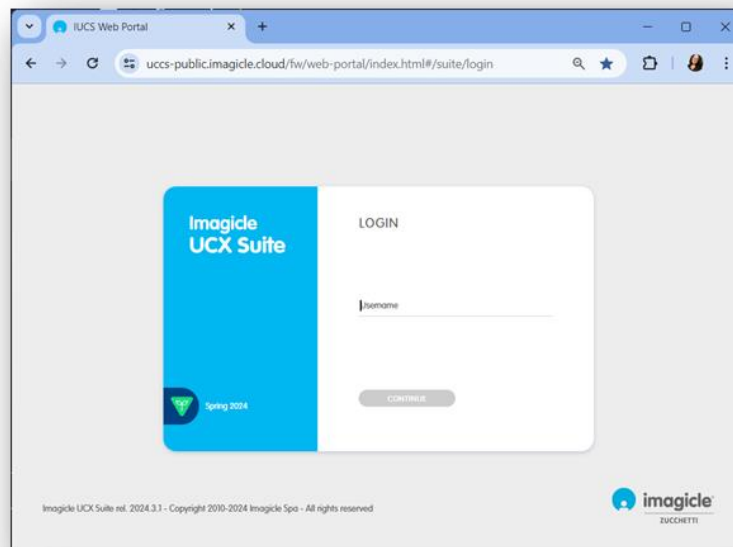 IUCS Web Portal
uccs-public.imagicle.cloud/fw/web-portal/index.html#/suite/login
Imagicle
UCX Suite
LOGIN
Username
CONTINUE
Spring 2024
Imagicle UCX Suite rel. 2024.3.1 - Copyright 2010-2024 Imagicle Spa - All rights reserved
imagicle
ZUCCHETTI